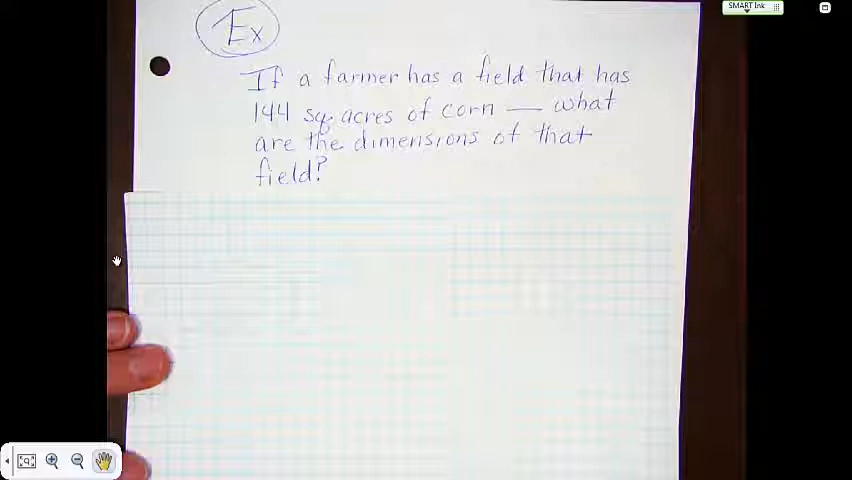 SMART Ink
Ex
If a farmer has a field that has
144 sq. acres of corn — what
are the dimensions of that
field?